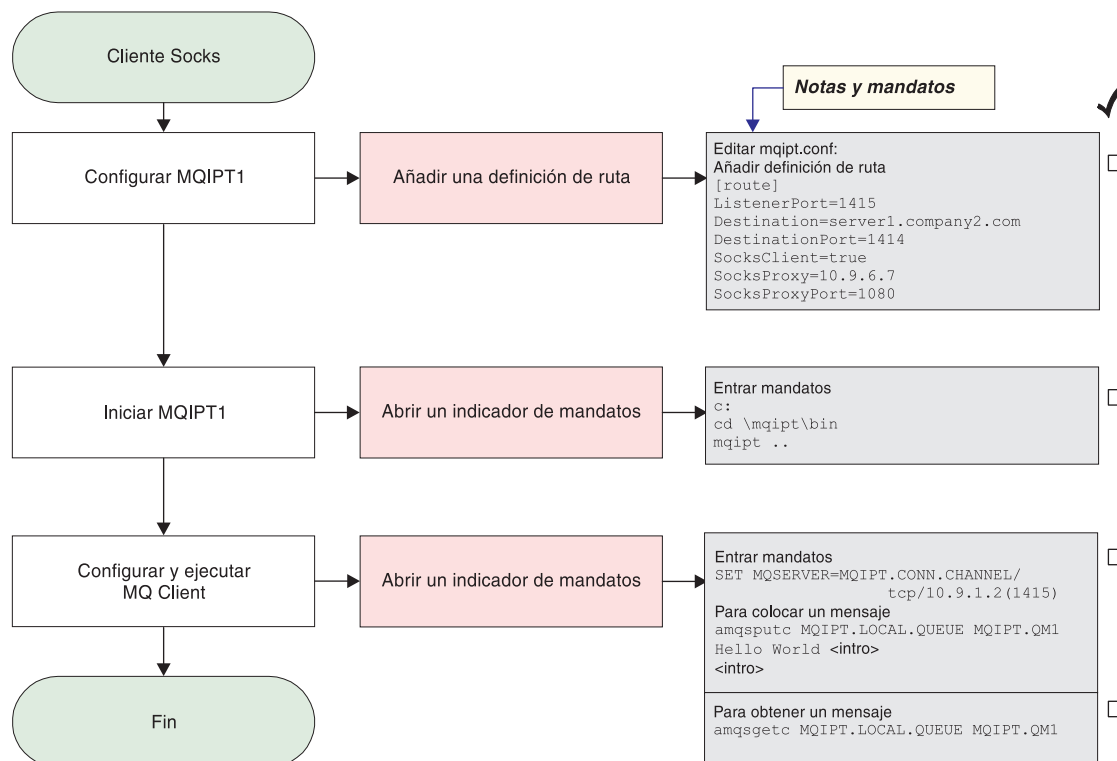 Cliente Socks
Notas y mandatos
Configurar MQIPT1
Añadir una definición de ruta
Editar mqipt.conf:
Añadir definición de ruta
[route]
ListenerPort=1415
Destination=server1.company2.com
DestinationPort=1414
SocksClient=true
SocksProxy=10.9.6.7
SocksProxyPort=1080
Iniciar MQIPT1
Abrir un indicador de mandatos
Entrar mandatos
c:
cd \mqipt\bin
mqipt ..
Configurar y ejecutar
MQ Client
Abrir un indicador de mandatos
Entrar mandatos
SET MQSERVER=MQIPT.CONN.CHANNEL/
tcp/10.9.1.2(1415)
Para colocar un mensaje
amqsputc MQIPT.LOCAL.QUEUE MQIPT.QM1
Hello World <intro>
<intro>
Fin
Para obtener un mensaje
amqsgetc MQIPT.LOCAL.QUEUE MQIPT.QM1